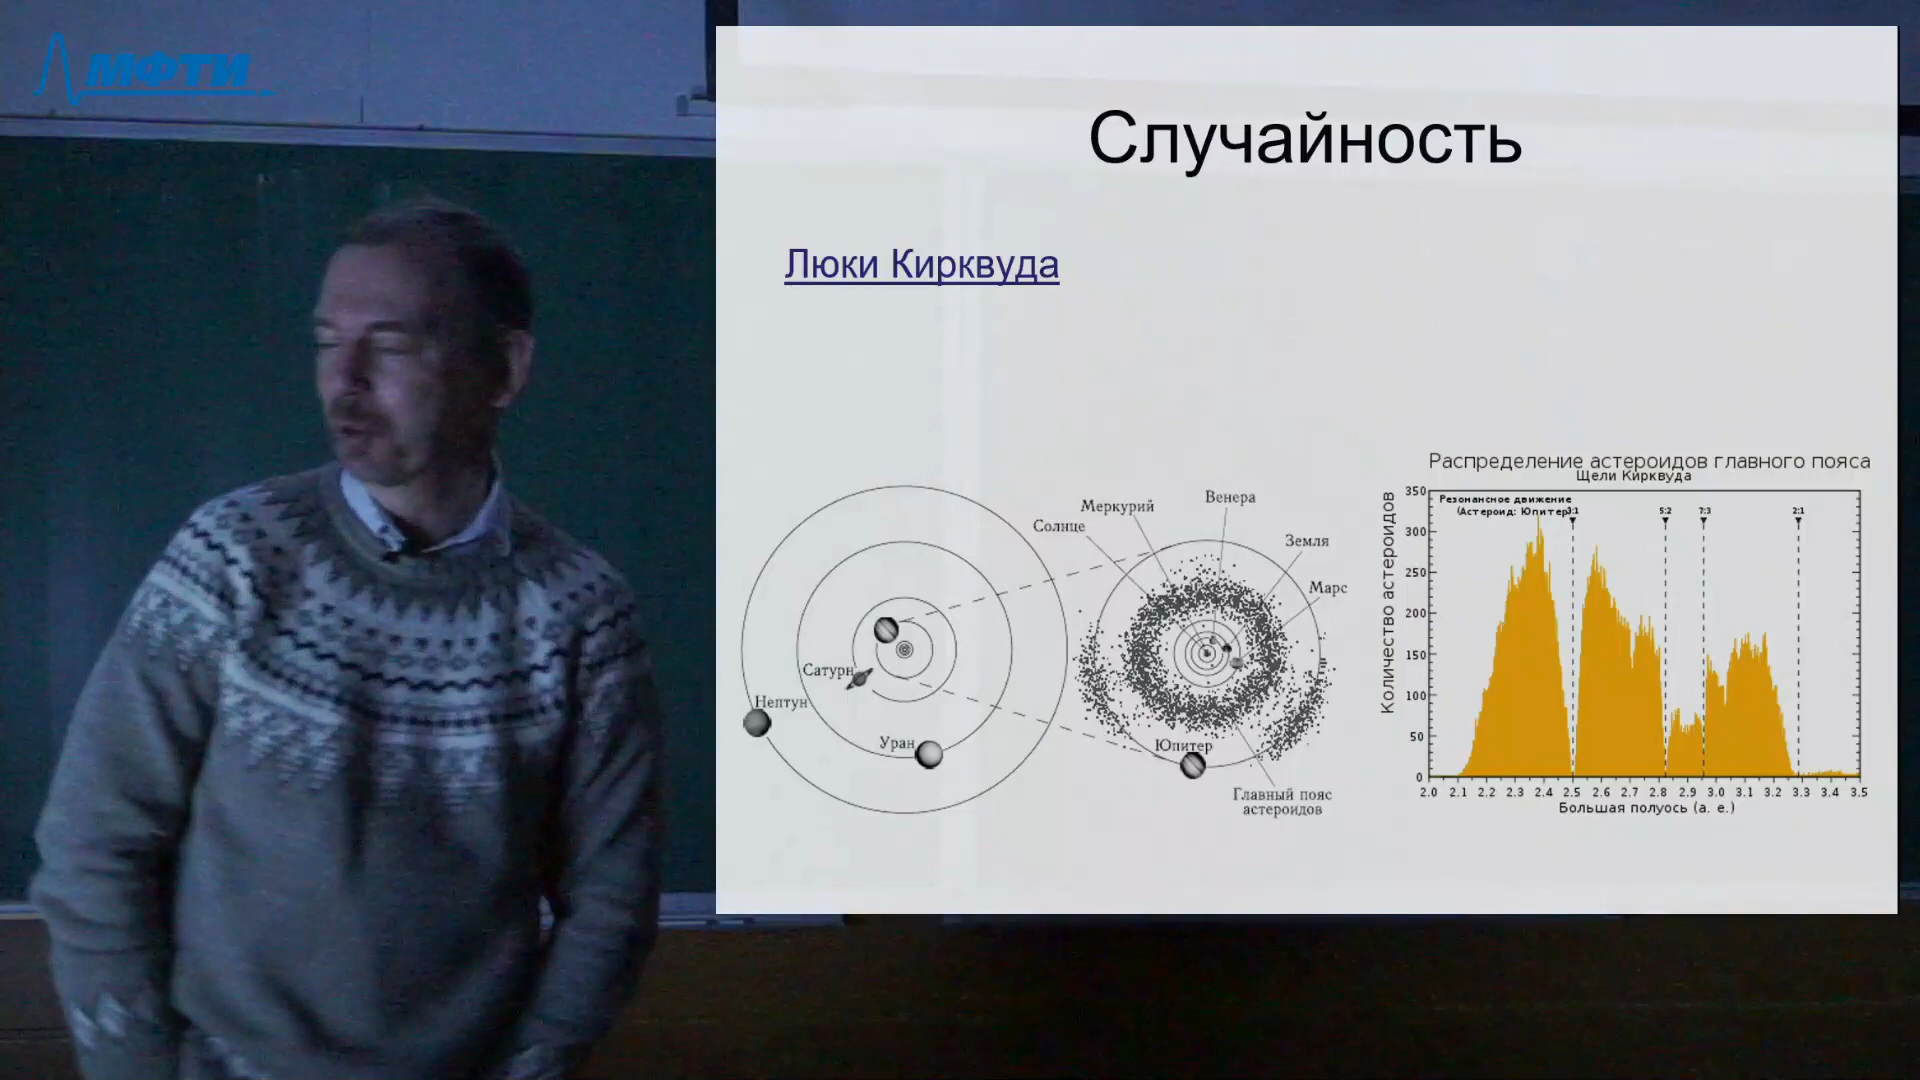 МФТИ
Случайность
Люки Кирквуда
Сатурн
Нептун
Уран
Солнце
Меркурий
Венера
Земля
Марс
Юпитер
Главный пояс
астероидов
Распределение астероидов главного пояса
Щели Кирквуда
Резонансное движение
(Астероид: Юпитер)
3:1
5:2
7:3
2:1
Количество астероидов
350
300
250
200
150
100
50
0
2.0 2.1 2.2 2.3 2.4 2.5 2.6 2.7 2.8 2.9 3.0 3.1 3.2 3.3 3.4 3.5
Большая полуось (а. е.)